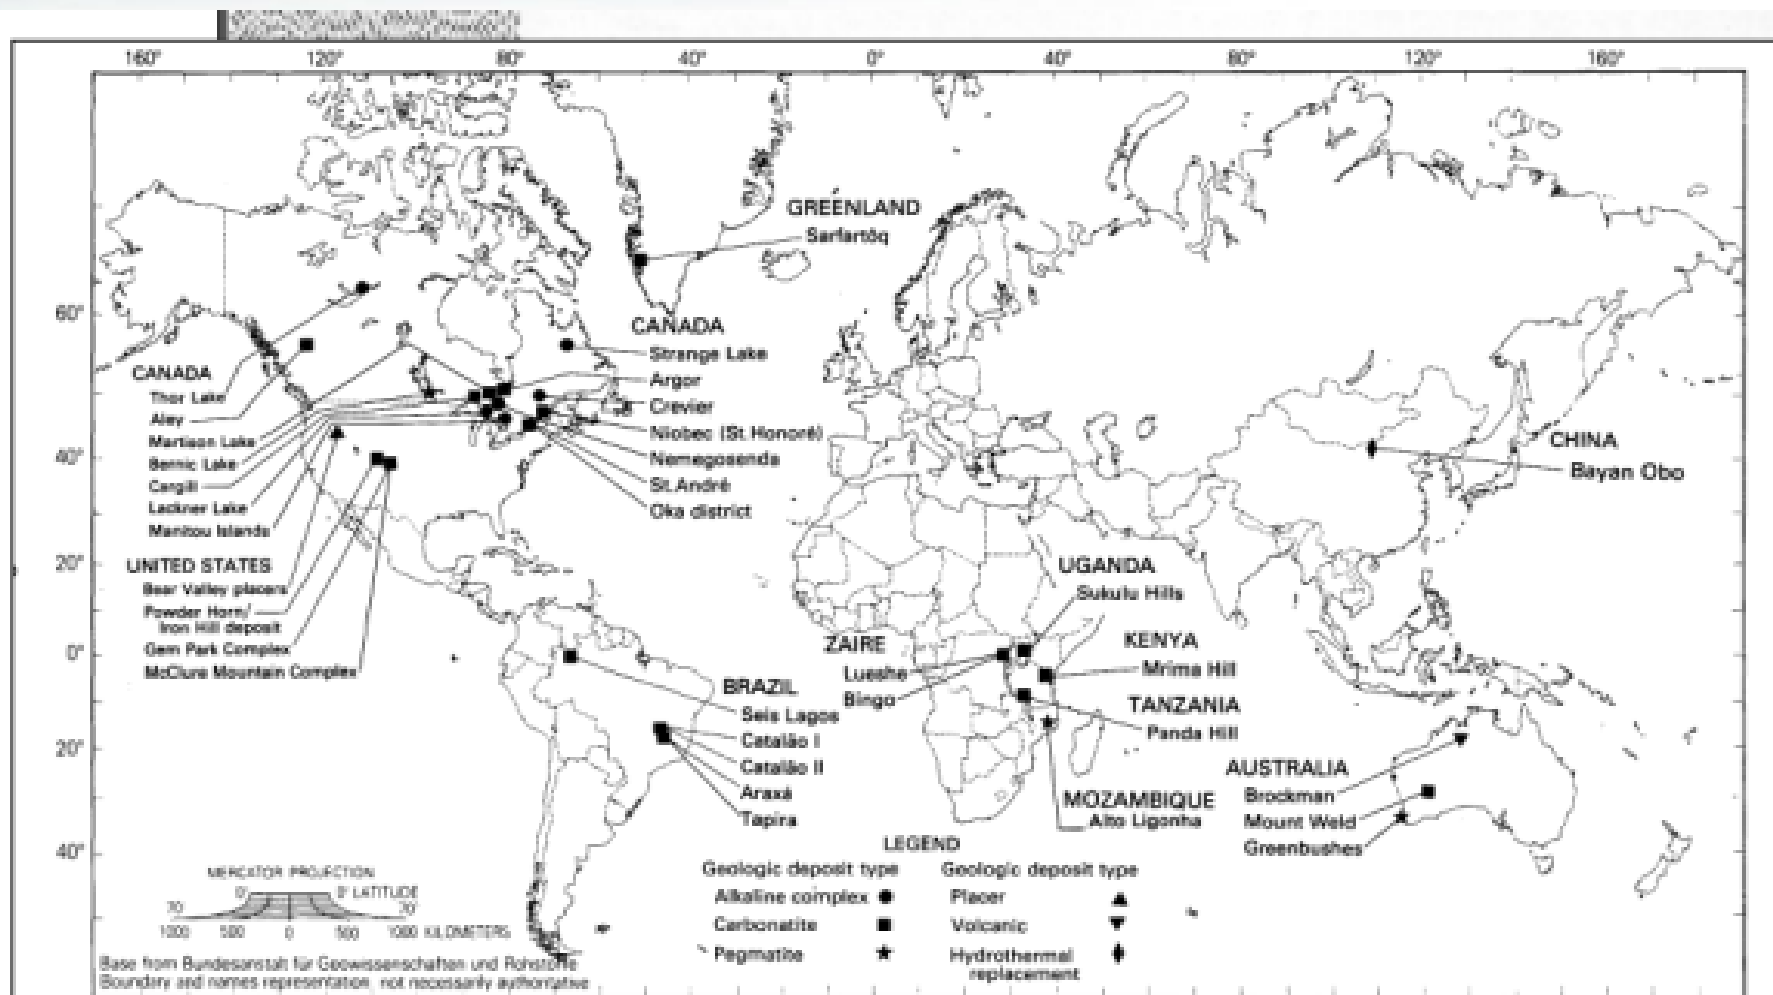 160° 120° 80° 40° 0° 40° 80° 120° 160°
60°
40°
20°
0°
20°
40°
GREENLAND
Sarfartôq
CANADA
Strange Lake
Argor
Crevier
Niobec (St Honoré)
Nemegosenda
St. André
Oka district
CANADA
Thor Lake
Aley
Martison Lake
Bernic Lake
Cargill
Lackner Lake
Manitou Islands
UNITED STATES
Bear Valley placers
Powder Horn/
Iron Hill deposit
Gem Park Complex
McClure Mountain Complex
BRAZIL
Seis Lagos
Catalão I
Catalão II
Araxá
Tapira
ZAIRE
Lueshe
Bingo
UGANDA
Sukulu Hills
KENYA
Mrima Hill
TANZANIA
Panda Hill
MOZAMBIQUE
Alto Ligonha
CHINA
Bayan Obo
AUSTRALIA
Brockman
Mount Weld
Greenbushes
LEGEND
Geologic deposit type
Alkaline complex
Carbonatite
Pegmatite
Geologic deposit type
Placer
Volcanic
Hydrothermal
replacement
MERCATOR PROJECTION
0° 0° LATITUDE
70° 70°
1000 500 0 500 1000 KILOMETERS
Base from Bundesanstalt für Geowissenschaften und Rohstoffe
Boundary and names representation not necessarily authoritative